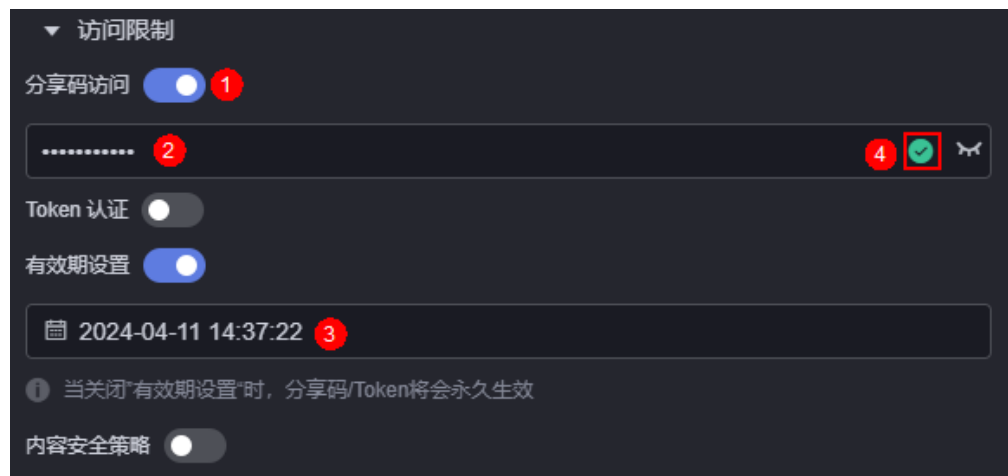 访问限制
分享码访问 1
••••••••••• 2 4
Token 认证
有效期设置
2024-04-11 14:37:22 3
当关闭"有效期设置"时，分享码/Token将会永久生效
内容安全策略